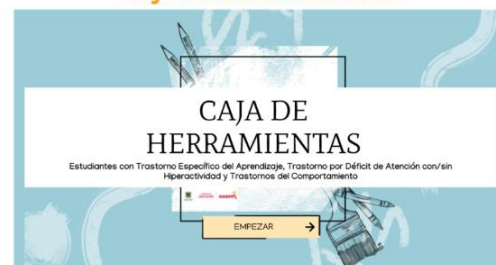 CAJA DE
HERRAMIENTAS
Estudiantes con Trastorno Específico del Aprendizaje, Trastorno por Déficit de Atención con/sin
Hiperactividad y Trastornos del Comportamiento
EMPEZAR